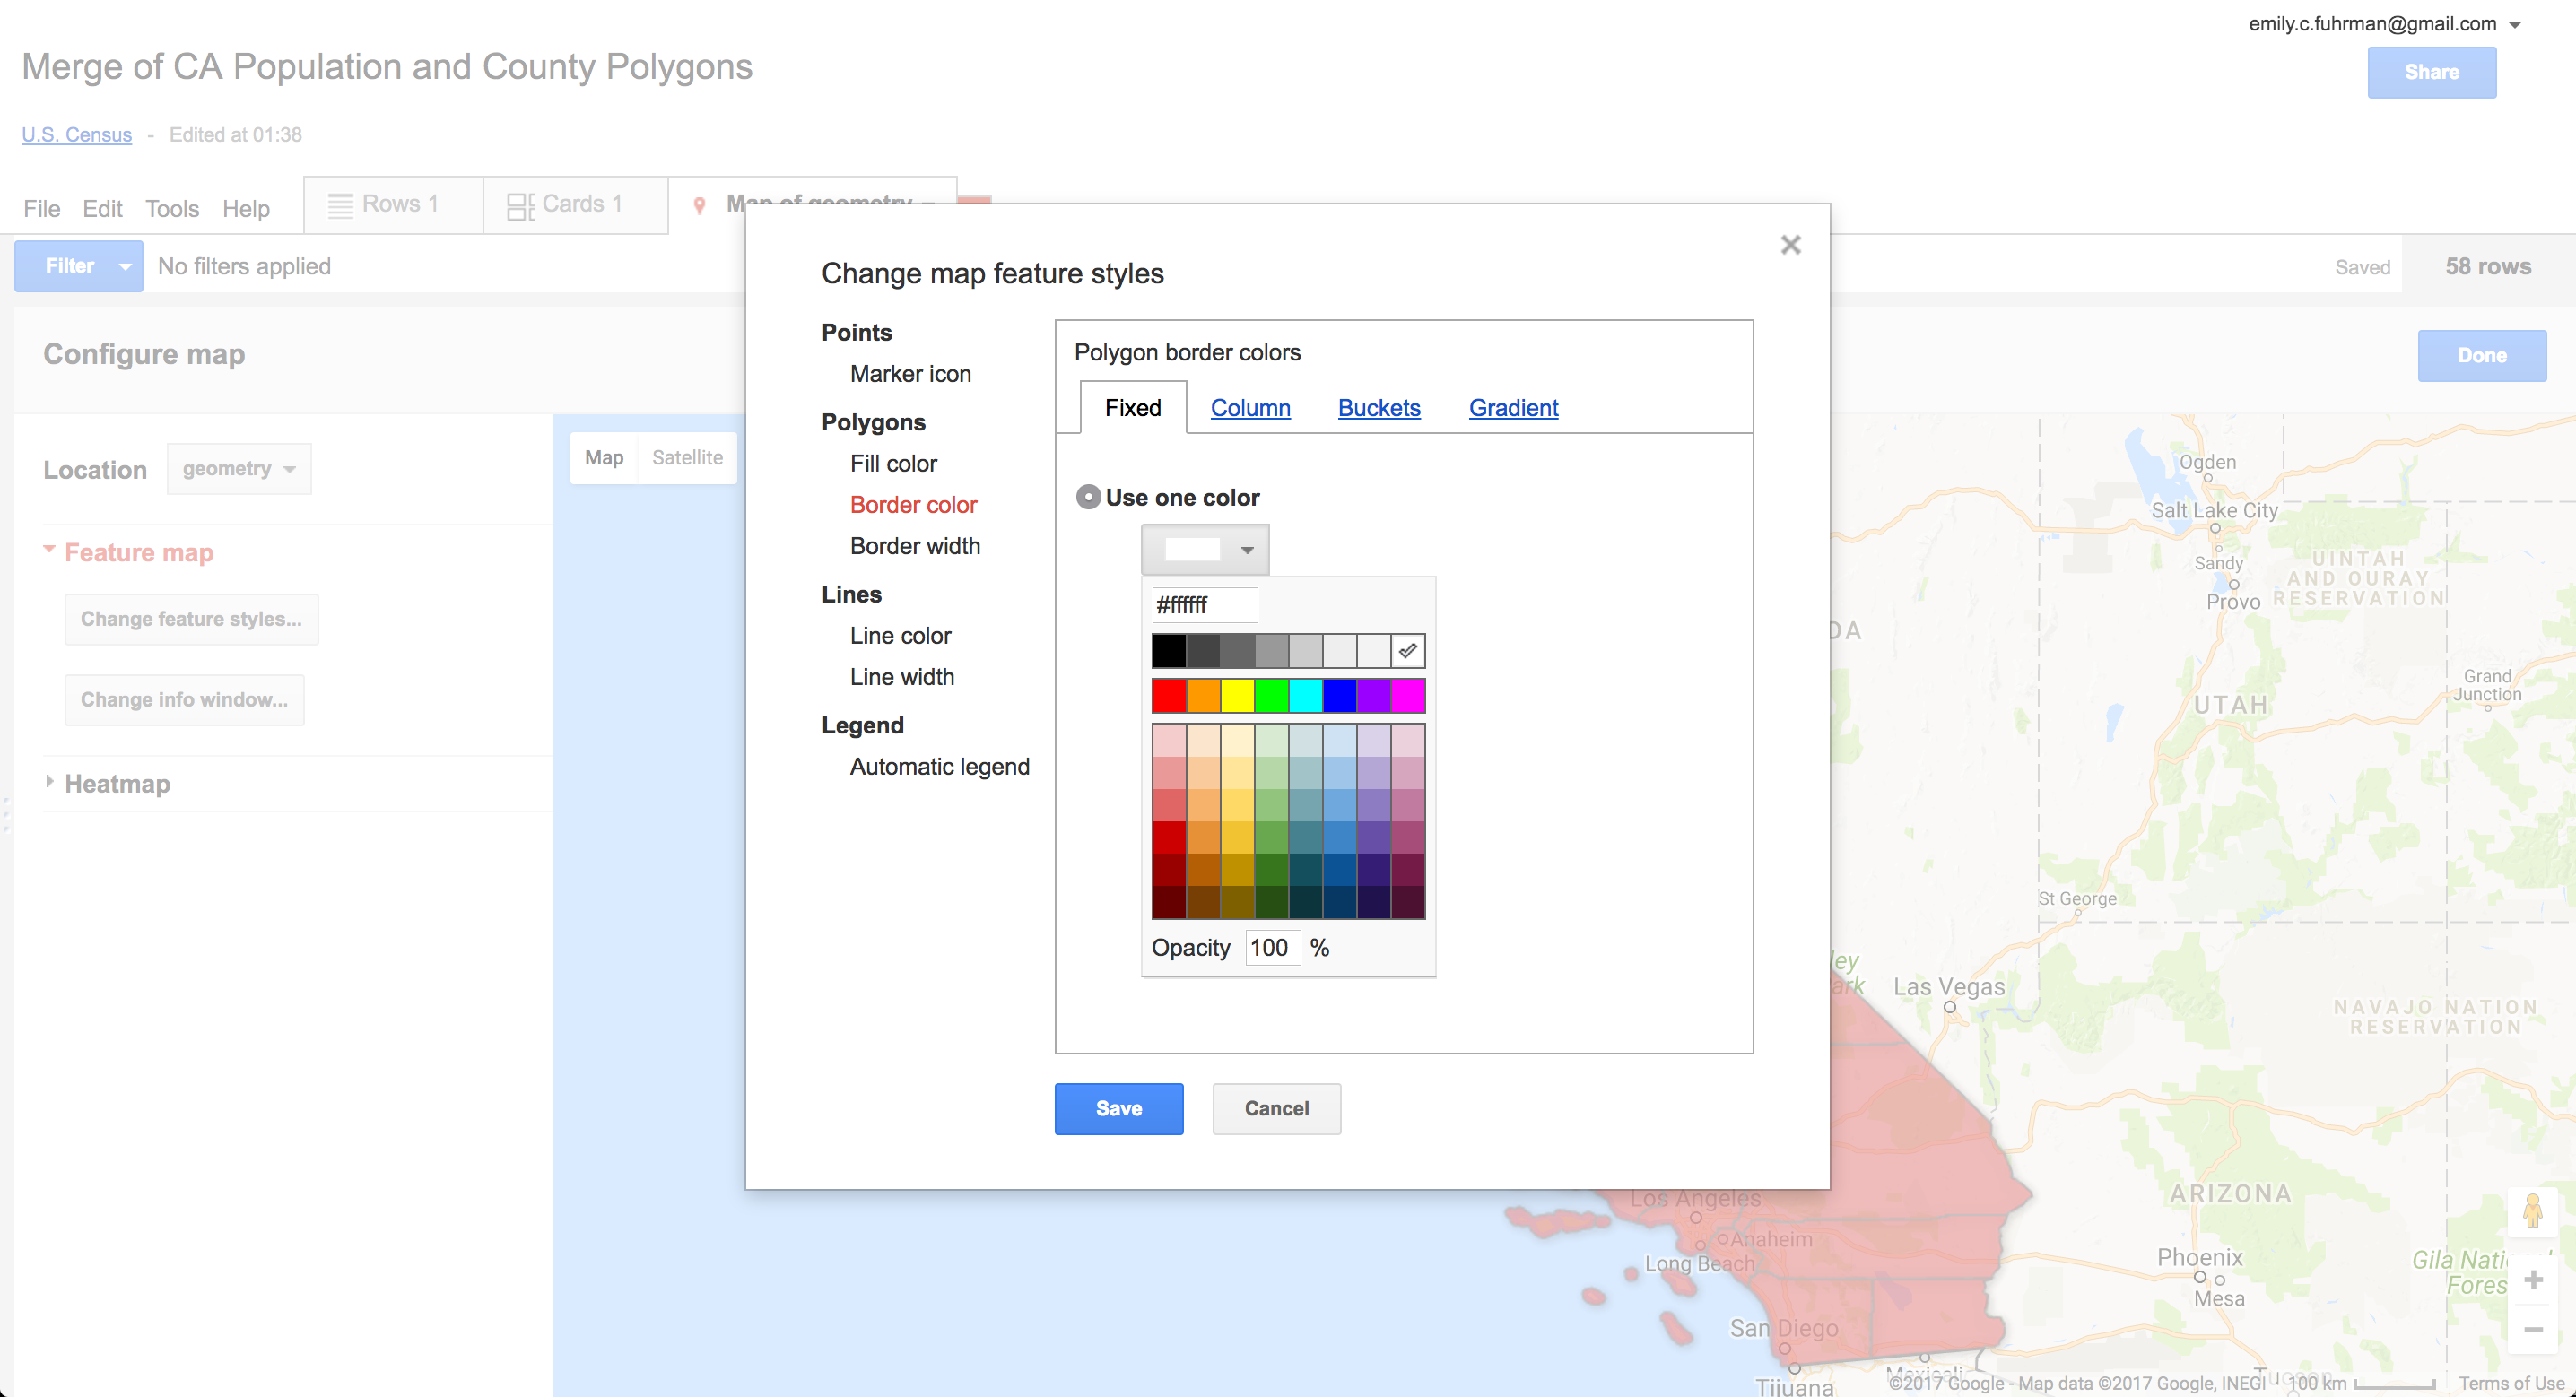 emily.c.fuhrman@gmail.com
Merge of CA Population and County Polygons
Share
U.S. Census - Edited at 01:38
File Edit Tools Help Rows 1 Cards 1 Map of geometry
Filter No filters applied
Saved 58 rows
Configure map
Done
Location geometry
Feature map
Change feature styles...
Change info window...
Heatmap
Map Satellite
Change map feature styles
Points
Marker icon
Polygons
Fill color
Border color
Border width
Lines
Line color
Line width
Legend
Automatic legend
Polygon border colors
Fixed Column Buckets Gradient
Use one color
#ffffff
Opacity 100 %
Save Cancel
Ogden
Salt Lake City
Sandy
Provo
UINTAH
AND OURAY
RESERVATION
DA
Grand
Junction
UTAH
St George
ley
ark
Las Vegas
NAVAJO NATION
RESERVATION
ARIZONA
Los Angeles
Anaheim
Long Beach
Phoenix
Mesa
Gila Nati
Fores
San Diego
Mexicali
Tucson
Tijuana
©2017 Google - Map data ©2017 Google, INEGI 100 km Terms of Use